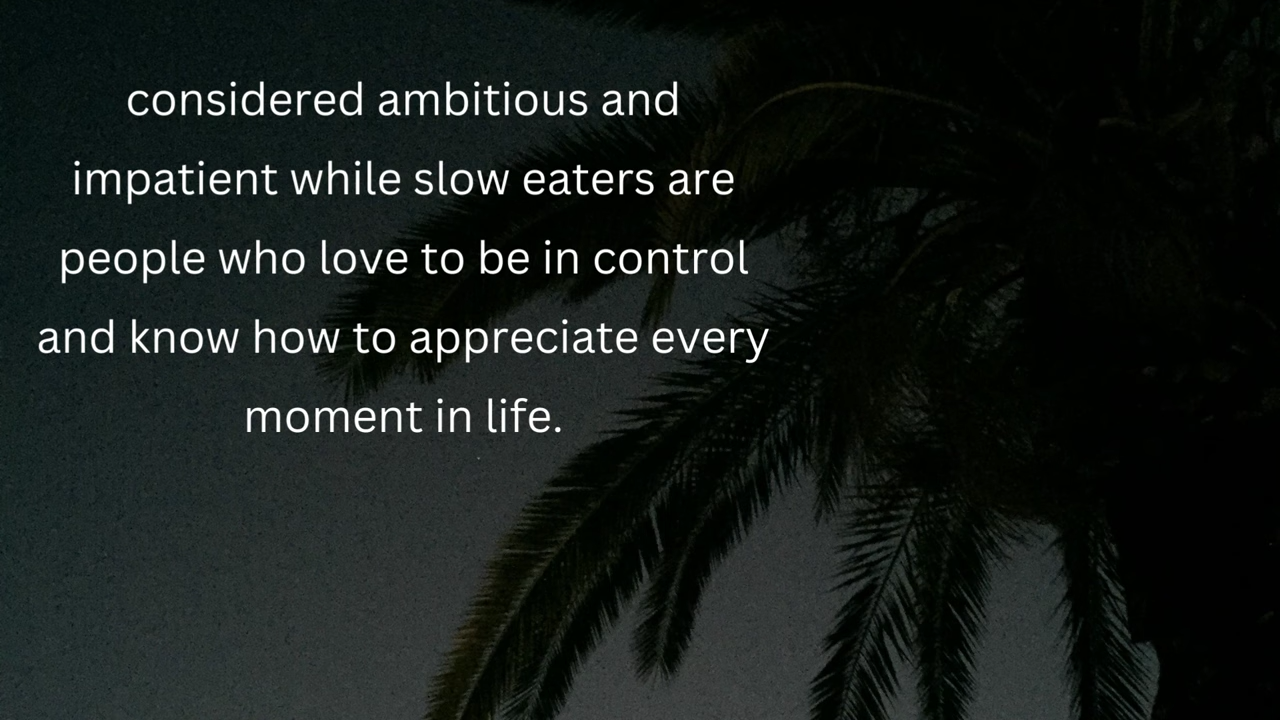 considered ambitious and
impatient while slow eaters are
people who love to be in control
and know how to appreciate every
moment in life.